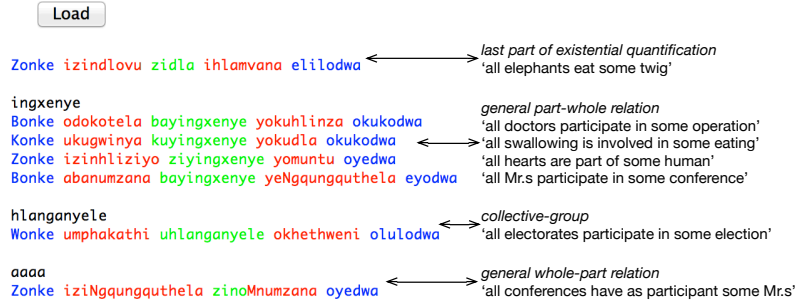 Load
last part of existential quantification
Zonke izindlovu zidla ihlamvana elilodwa
'all elephants eat some twig'
ingxenye
general part-whole relation
Bonke odokotela bayingxenye yokuhlinza okukodwa
'all doctors participate in some operation'
Konke ukugwinya kuyingxenye yokudla okukodwa
'all swallowing is involved in some eating'
Zonke izinhliziyo ziyingxenye yomuntu oyedwa
'all hearts are part of some human'
Bonke abanumzana bayingxenye yeNgqungquthela eyodwa
'all Mr.s participate in some conference'
hlanganyele
collective-group
Wonke umphakathi uhlanganyele okhethweni olulodwa
'all electorates participate in some election'
aaaa
general whole-part relation
Zonke iziNgqungquthela zinoMnumzana oyedwa
'all conferences have as participant some Mr.s'